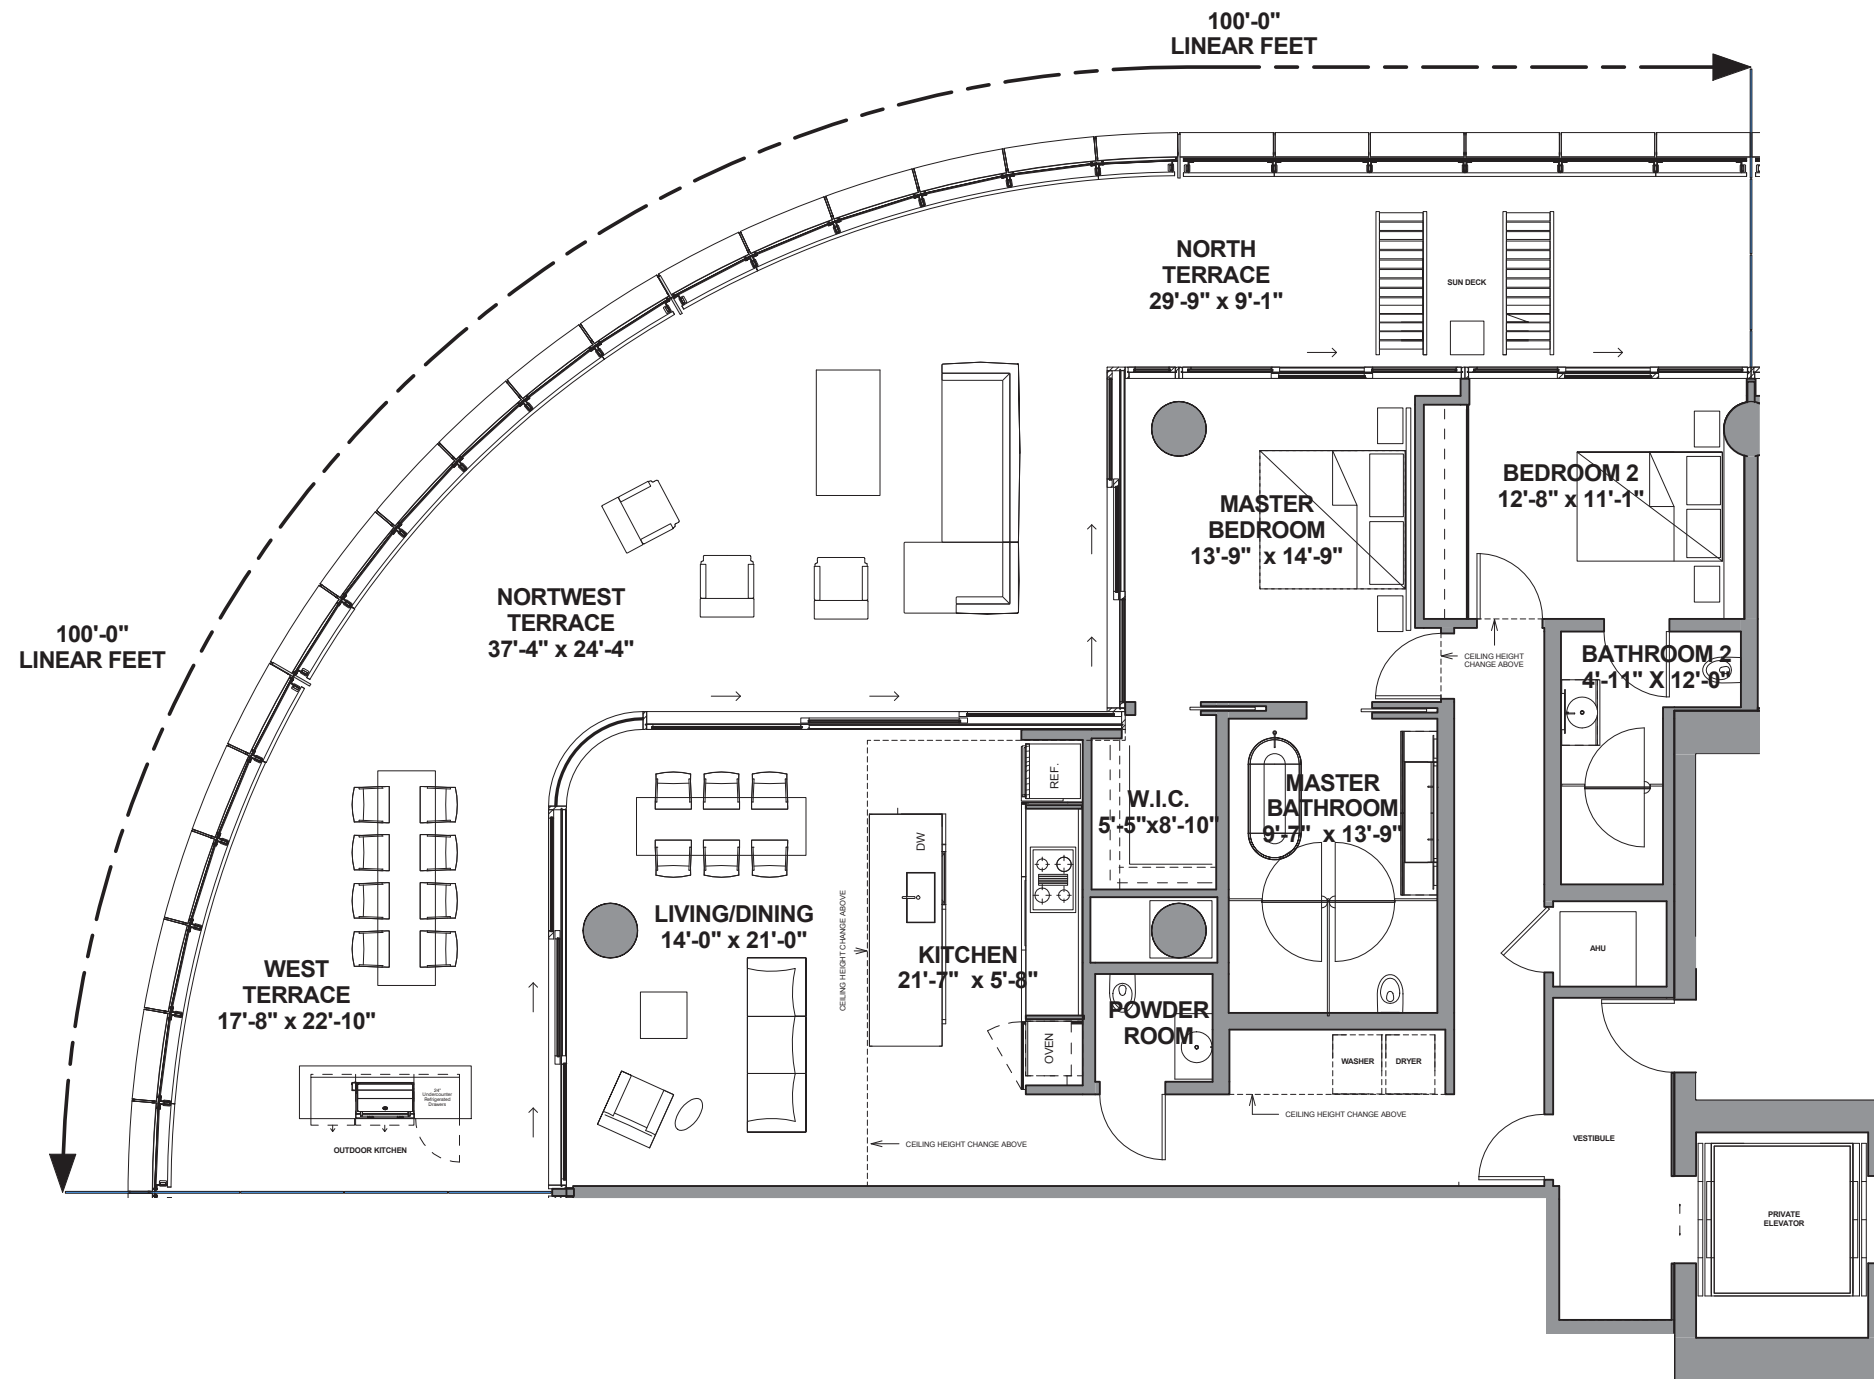 100'-0"
LINEAR FEET
NORTH
TERRACE
29'-9" x 9'-1"
SUN DECK
BEDROOM 2
12'-8" x 11'-1"
MASTER
BEDROOM
13'-9" x 14'-9"
NORTWEST
TERRACE
37'-4" x 24'-4"
100'-0"
LINEAR FEET
CEILING HEIGHT
CHANGE ABOVE
BATHROOM 2
4'-11" X 12'-0"
REF.
W.I.C.
5'-5"x8'-10"
MASTER
BATHROOM
9'-7" x 13'-9"
DW
CEILING HEIGHT CHANGE ABOVE
LIVING/DINING
14'-0" x 21'-0"
KITCHEN
21'-7" x 5'-8"
AHU
WEST
TERRACE
17'-8" x 22'-10"
POWDER
ROOM
OVEN
WASHER
DRYER
24"
Undercounter
Refrigerated
Drawers
CEILING HEIGHT CHANGE ABOVE
CEILING HEIGHT CHANGE ABOVE
OUTDOOR KITCHEN
VESTIBULE
PRIVATE
ELEVATOR